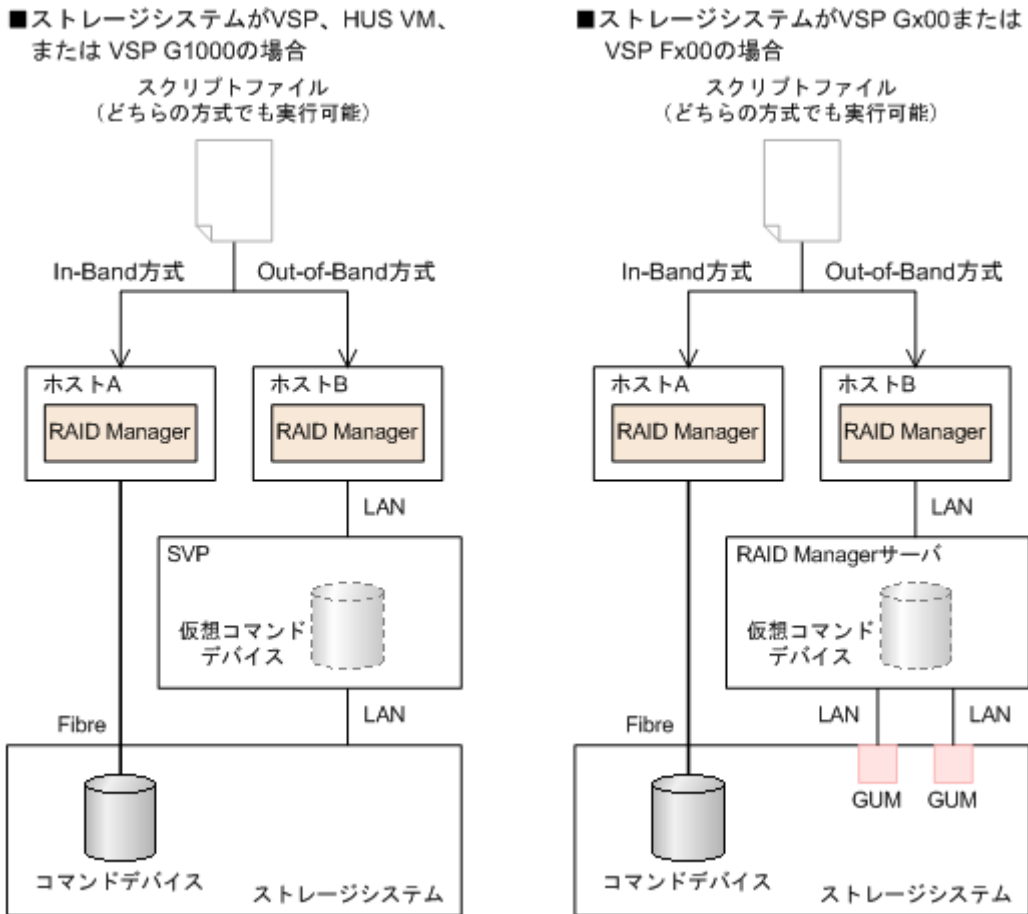 ■ストレージシステムがVSP、HUS VM、
または VSP G1000の場合
スクリプトファイル
（どちらの方式でも実行可能）
In-Band方式
Out-of-Band方式
ホストA
RAID Manager
ホストB
RAID Manager
LAN
SVP
仮想コマンド
デバイス
LAN
Fibre
コマンドデバイス
ストレージシステム
■ストレージシステムがVSP Gx00または
VSP Fx00の場合
スクリプトファイル
（どちらの方式でも実行可能）
In-Band方式
Out-of-Band方式
ホストA
RAID Manager
ホストB
RAID Manager
LAN
RAID Managerサーバ
仮想コマンド
デバイス
LAN
LAN
Fibre
GUM
GUM
コマンドデバイス
ストレージシステム